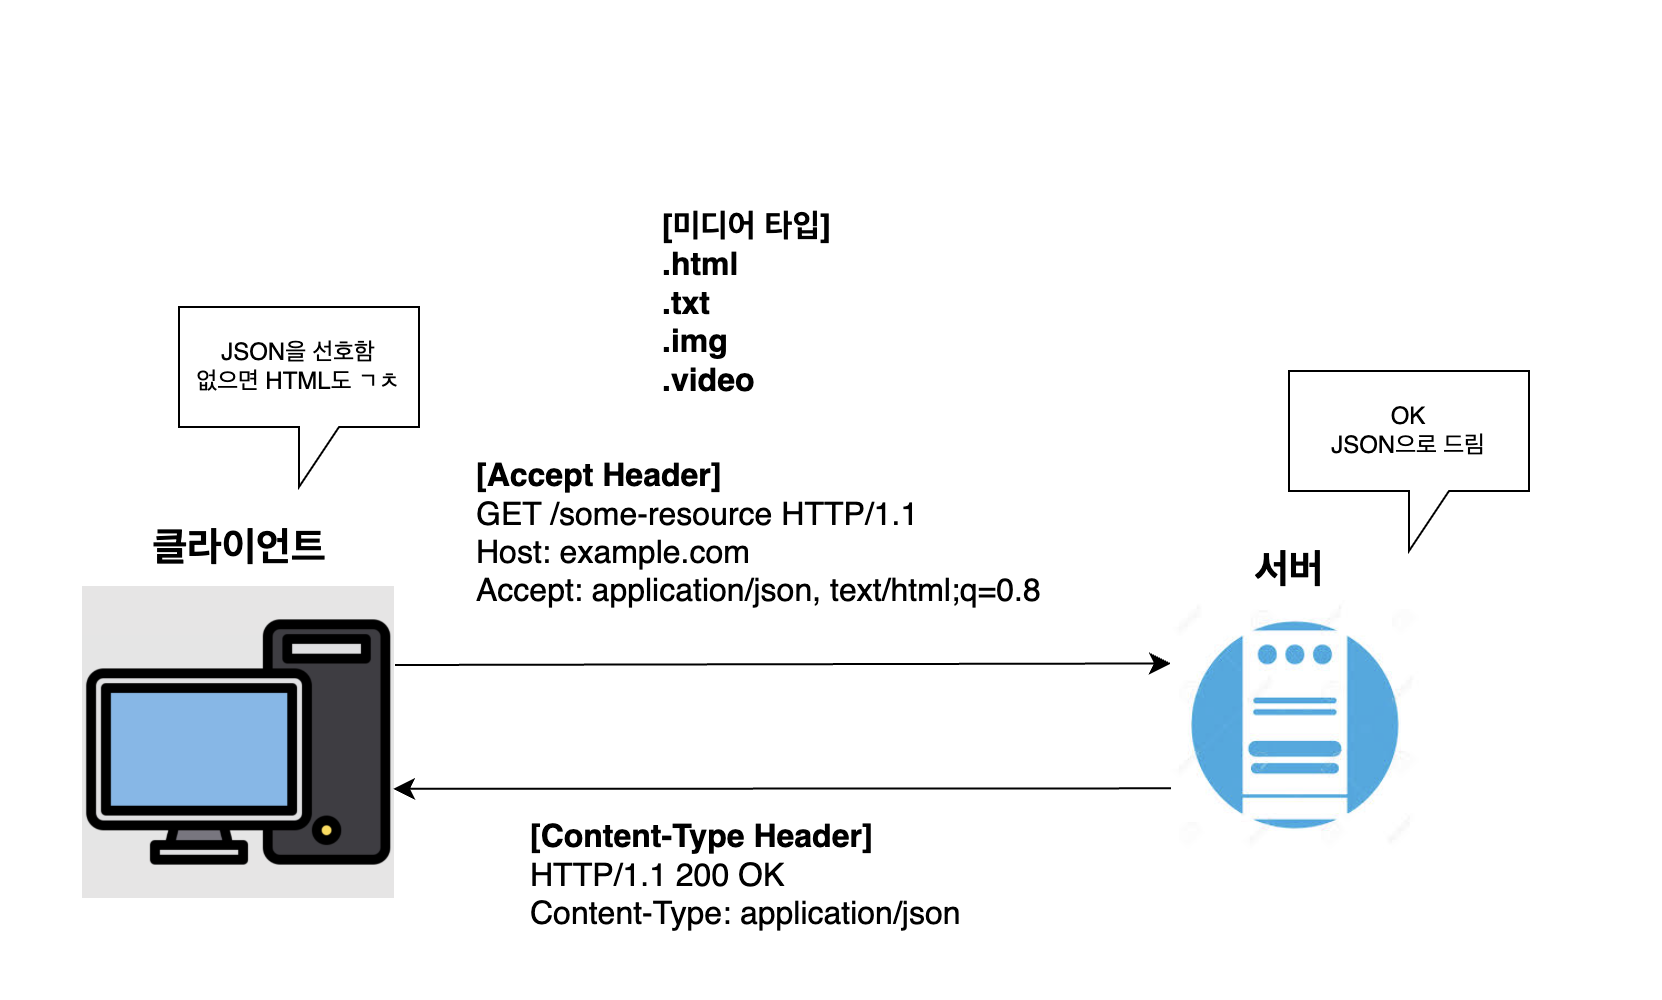 [미디어 타입]
.html
.txt
.img
.video
JSON을 선호함
없으면 HTML도 ㄱㅊ
OK
JSON으로 드림
[Accept Header]
GET /some-resource HTTP/1.1
Host: example.com
Accept: application/json, text/html;q=0.8
클라이언트
서버
[Content-Type Header]
HTTP/1.1 200 OK
Content-Type: application/json